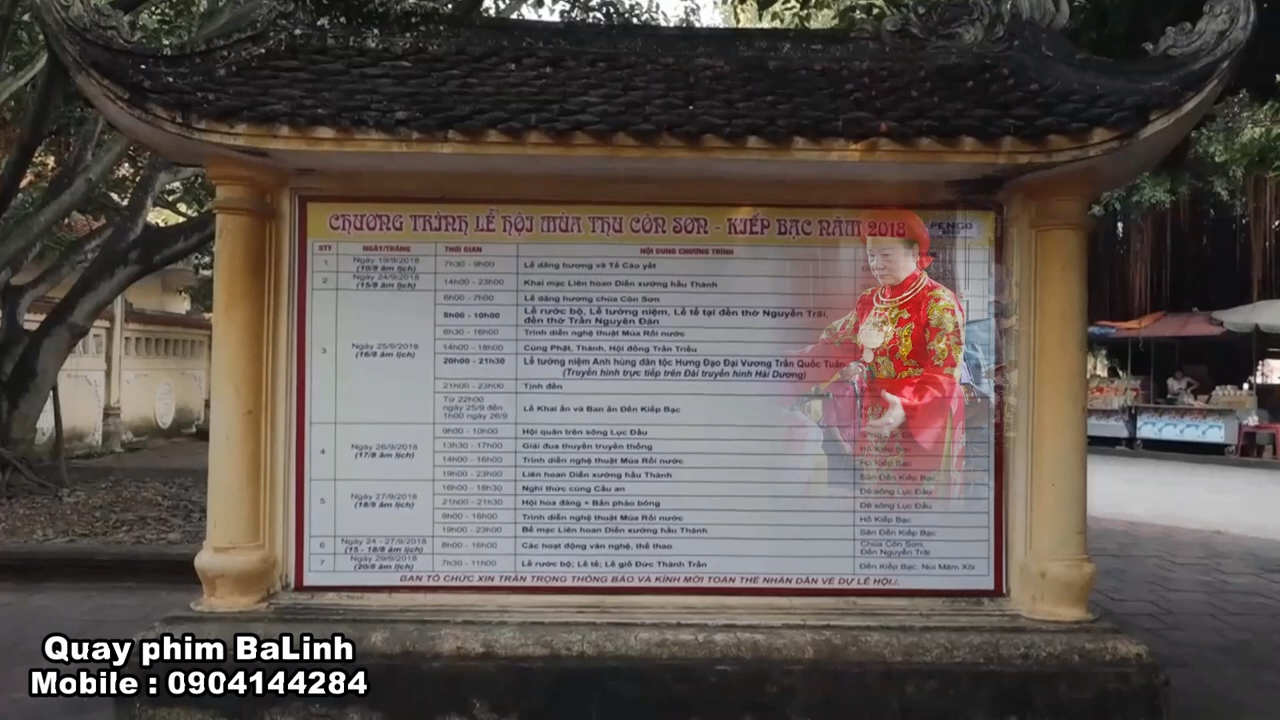 CHƯƠNG TRÌNH LỄ HỘI MÙA THU CÔN SƠN - KIẾP BẠC NĂM 2018
STT NGÀY/THÁNG THỜI GIAN NỘI DUNG CHƯƠNG TRÌNH
1 Ngày 19/9/2018 (10/8 âm lịch) 7h30 - 9h00 Lễ dâng hương và Tế Cáo yết
2 Ngày 24/9/2018 (15/8 âm lịch) 14h00 - 23h00 Khai mạc Liên hoan Diễn xướng hầu Thánh
3 Ngày 25/9/2018 (16/8 âm lịch)
6h00 - 7h00 Lễ dâng hương chùa Côn Sơn
8h00 - 10h00 Lễ rước bộ, Lễ tưởng niệm, Lễ tế tại đền thờ Nguyễn Trãi,
đền thờ Trần Nguyên Đán
8h30 - 16h00 Trình diễn nghệ thuật Múa Rối nước
14h00 - 18h00 Cúng Phật, Thánh, Hội đồng Trần Triều
20h00 - 21h30 Lễ tưởng niệm Anh hùng dân tộc Hưng Đạo Đại Vương Trần Quốc Tuấn
(Truyền hình trực tiếp trên Đài truyền hình Hải Dương)
21h00 - 23h00 Tịnh đền
Từ 22h00
ngày 25/9 đến
1h00 ngày 26/9
Lễ Khai ấn và Ban ấn Đền Kiếp Bạc
4 Ngày 26/9/2018 (17/8 âm lịch)
9h00 - 10h00 Hội quân trên sông Lục Đầu
13h30 - 17h00 Giải đua thuyền truyền thống
14h00 - 16h00 Trình diễn nghệ thuật Múa Rối nước Hồ Kiếp Bạc
19h00 - 23h00 Liên hoan Diễn xướng hầu Thánh Sân Đền Kiếp Bạc
5 Ngày 27/9/2018 (18/8 âm lịch)
16h00 - 18h30 Nghi thức cúng Cầu an Đê sông Lục Đầu
21h00 - 21h30 Hội hoa đăng + Bắn pháo bông Đê sông Lục Đầu
9h00 - 16h00 Trình diễn nghệ thuật Múa Rối nước Hồ Kiếp Bạc
19h00 - 23h00 Bế mạc Liên hoan Diễn xướng hầu Thánh Sân Đền Kiếp Bạc
6 Ngày 24 - 27/9/2018 (15 - 18/8 âm lịch) 8h00 - 16h00 Các hoạt động văn nghệ, thể thao Chùa Côn Sơn, Đền Nguyễn Trãi
7 Ngày 29/9/2018 (20/8 âm lịch) 7h30 - 11h00 Lễ rước bộ; Lễ tế; Lễ giỗ Đức Thánh Trần Đền Kiếp Bạc, Núi Mâm Xôi
BAN TỔ CHỨC XIN TRÂN TRỌNG THÔNG BÁO VÀ KÍNH MỜI TOÀN THỂ NHÂN DÂN VỀ DỰ LỄ HỘI./.
Quay phim BaLinh
Mobile : 0904144284